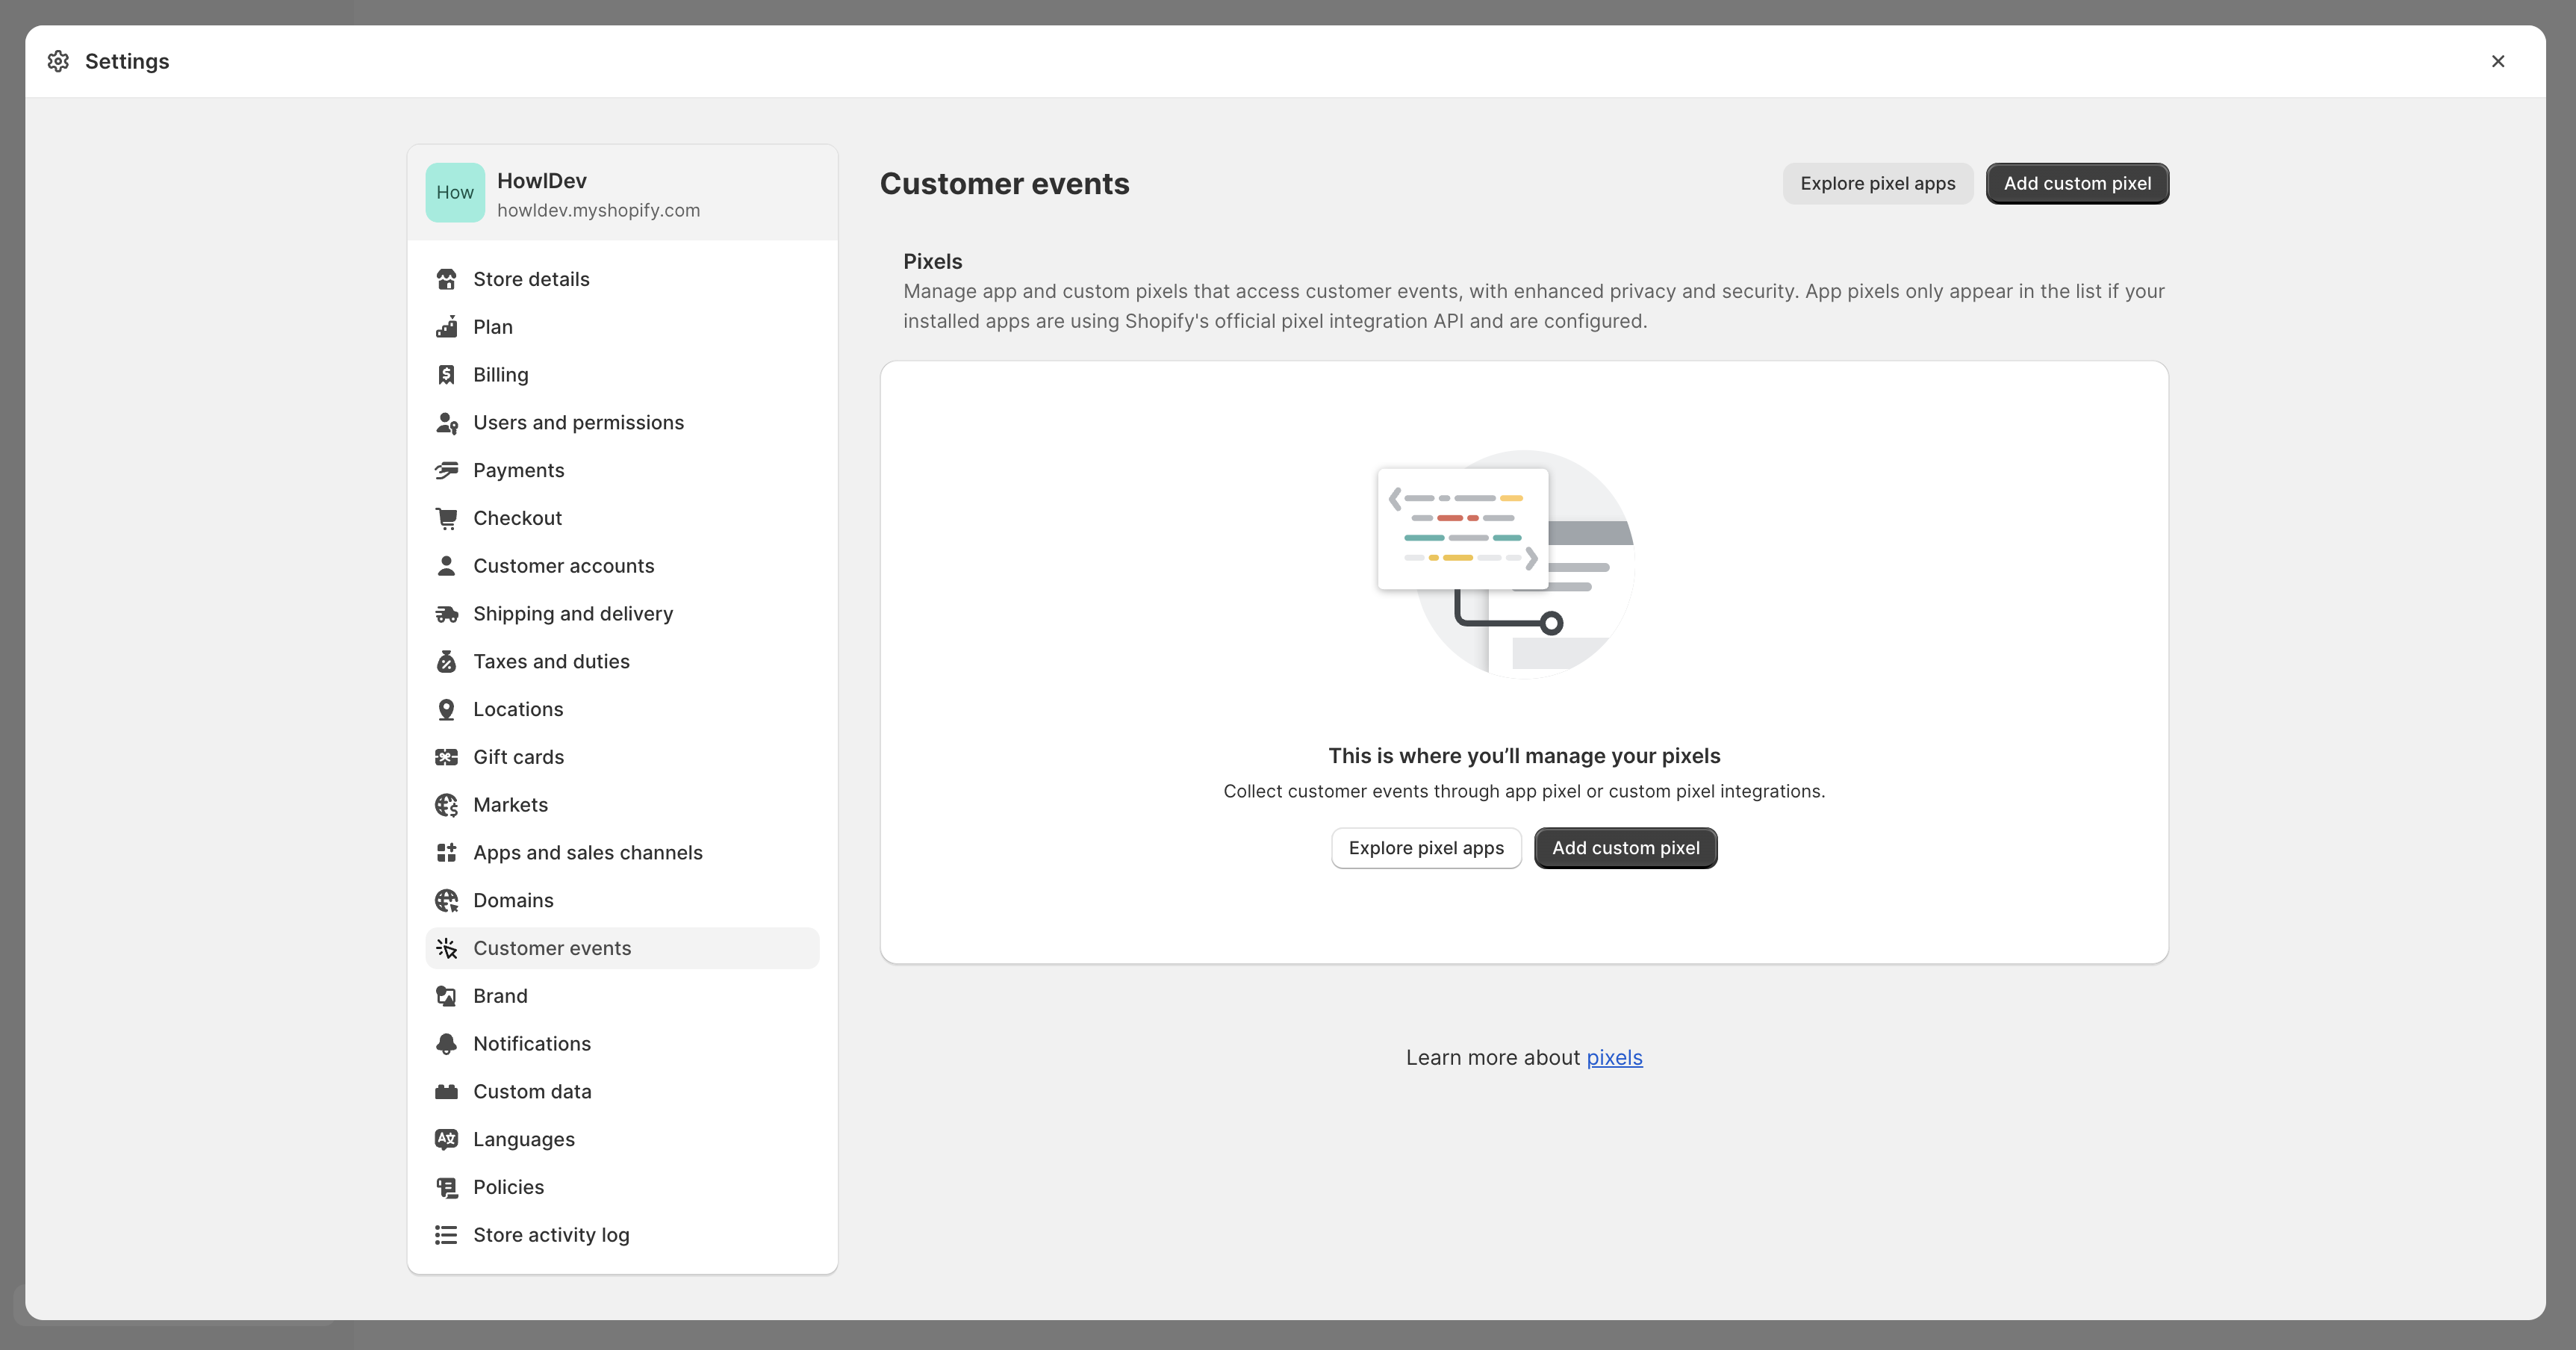 Settings
How
HowlDev
howldev.myshopify.com
Store details
Plan
Billing
Users and permissions
Payments
Checkout
Customer accounts
Shipping and delivery
Taxes and duties
Locations
Gift cards
Markets
Apps and sales channels
Domains
Customer events
Brand
Notifications
Custom data
Languages
Policies
Store activity log
Customer events
Explore pixel apps
Add custom pixel
Pixels
Manage app and custom pixels that access customer events, with enhanced privacy and security. App pixels only appear in the list if your
installed apps are using Shopify's official pixel integration API and are configured.
This is where you’ll manage your pixels
Collect customer events through app pixel or custom pixel integrations.
Explore pixel apps
Add custom pixel
Learn more about pixels